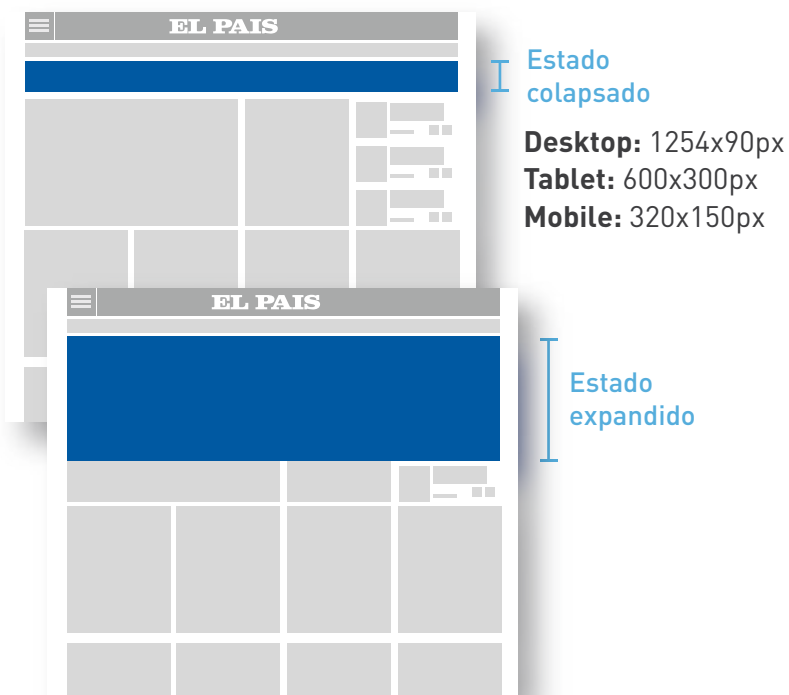 EL PAIS
Estado
colapsado
Desktop: 1254x90px
Tablet: 600x300px
Mobile: 320x150px
EL PAIS
Estado
expandido